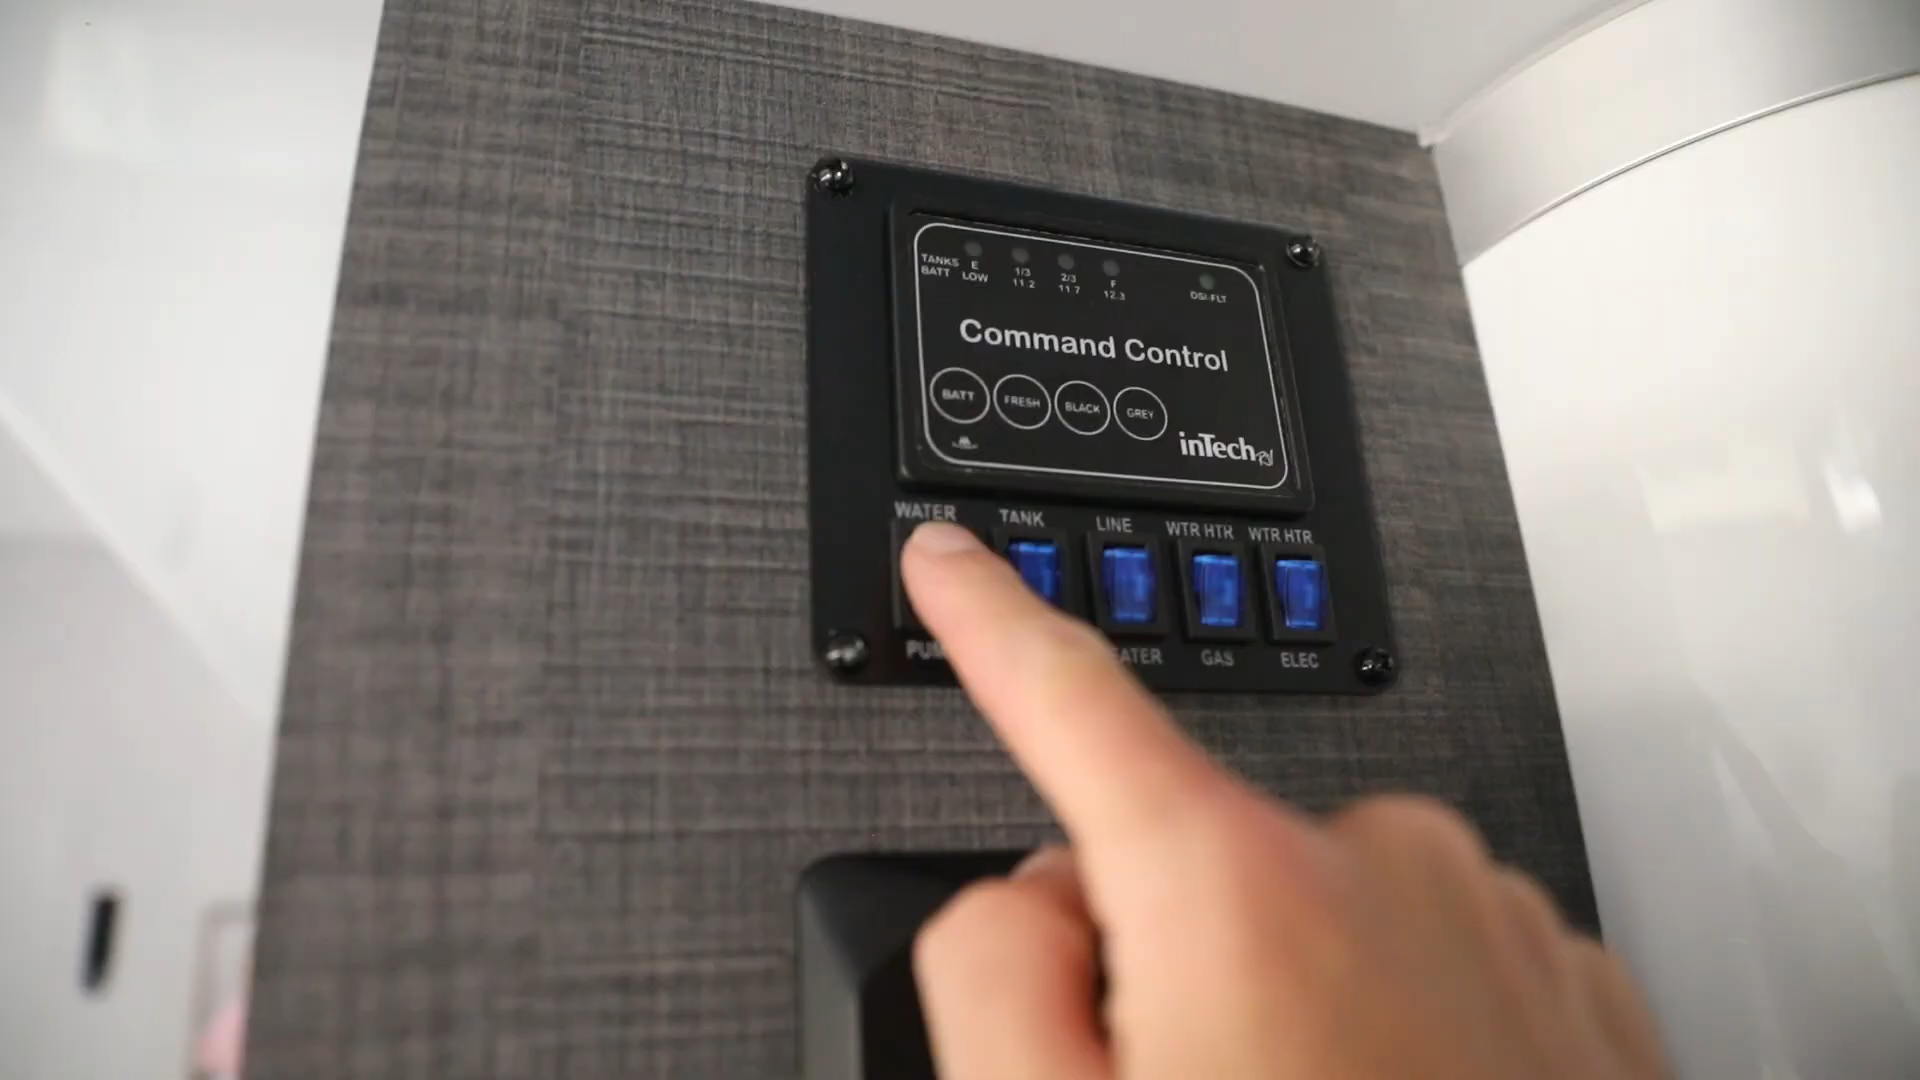 TANKS E 1/3 2/3 F
BATT LOW 11.2 11.7 12.3 DSI-FLT
Command Control
BATT FRESH BLACK GREY
inTech RV
WATER TANK LINE WTR HTR WTR HTR
GAS ELEC